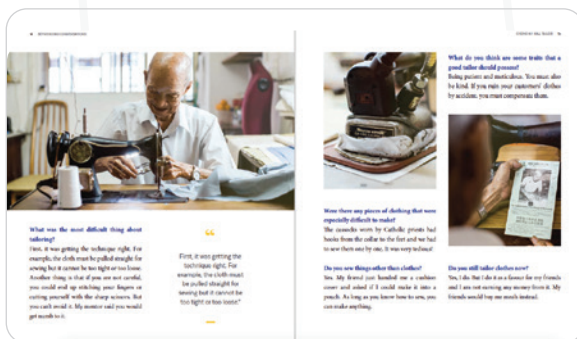 What was the most difficult thing about
tailoring?
First, it was getting the technique right. For
example, the cloth must be pulled straight for
sewing but it cannot be too tight or too loose.
Another thing is that if you are not careful,
you could end up stitching your fingers or
cutting yourself with the sharp scissors. But
you can't avoid it. My mentor said you would
get numb to it.
“
First, it was getting the
technique right. For
example, the cloth must
be pulled straight for
sewing but it cannot be
too tight or too loose.”
Were there any pieces of clothing that were
especially difficult to make?
The cassocks worn by Catholic priests had
hooks from the collar to the feet and we had
to sew them one by one. It was very tedious!
Do you sew things other than clothes?
Yes. My friend just handed me a cushion
cover and asked if I could make it into a
pouch. As long as you know how to sew, you
can make anything.
What do you think are some traits that a
good tailor should possess?
Being patient and meticulous. You must also
be kind. If you ruin your customers' clothes
by accident, you must compensate them.
Do you still tailor clothes now?
Yes, I do. But I do it as a favour for my friends
and I am not earning any money from it. My
friends would buy me lunch instead.